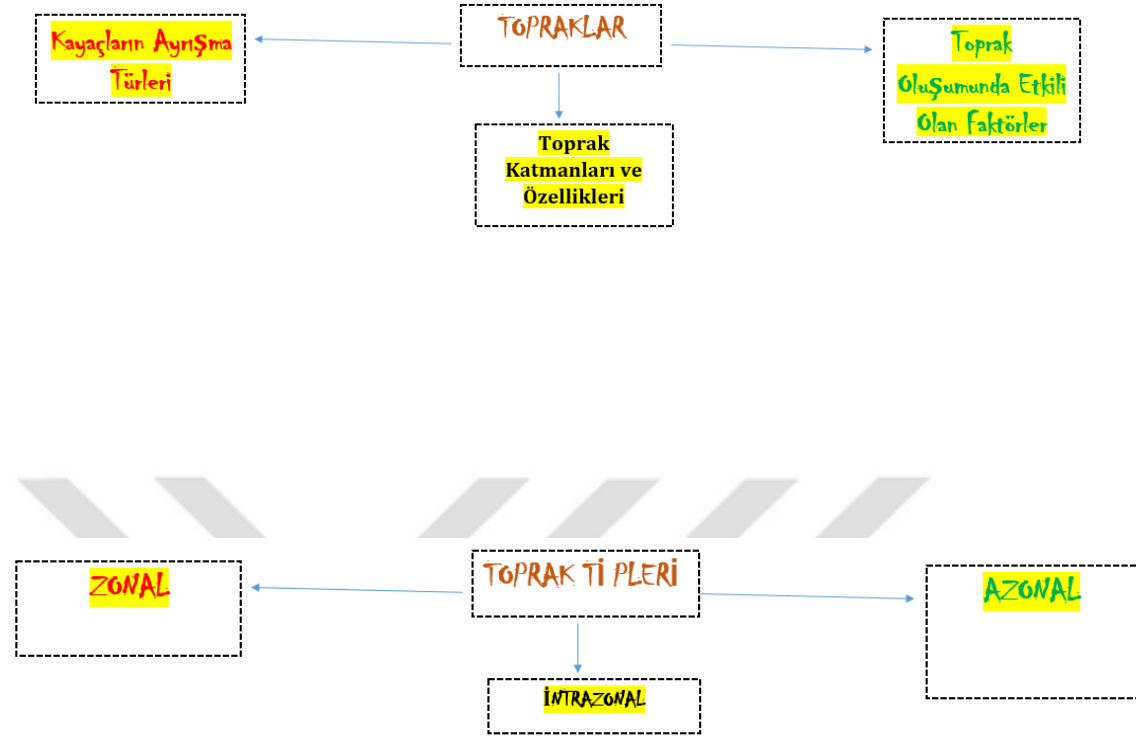 TOPRAKLAR
Kayaçların Ayrışma
Türleri
Toprak
Oluşumunda Etkili
Olan Faktörler
Toprak
Katmanları ve
Özellikleri
TOPRAK Tİ PLERİ
ZONAL
AZONAL
İNTRAZONAL